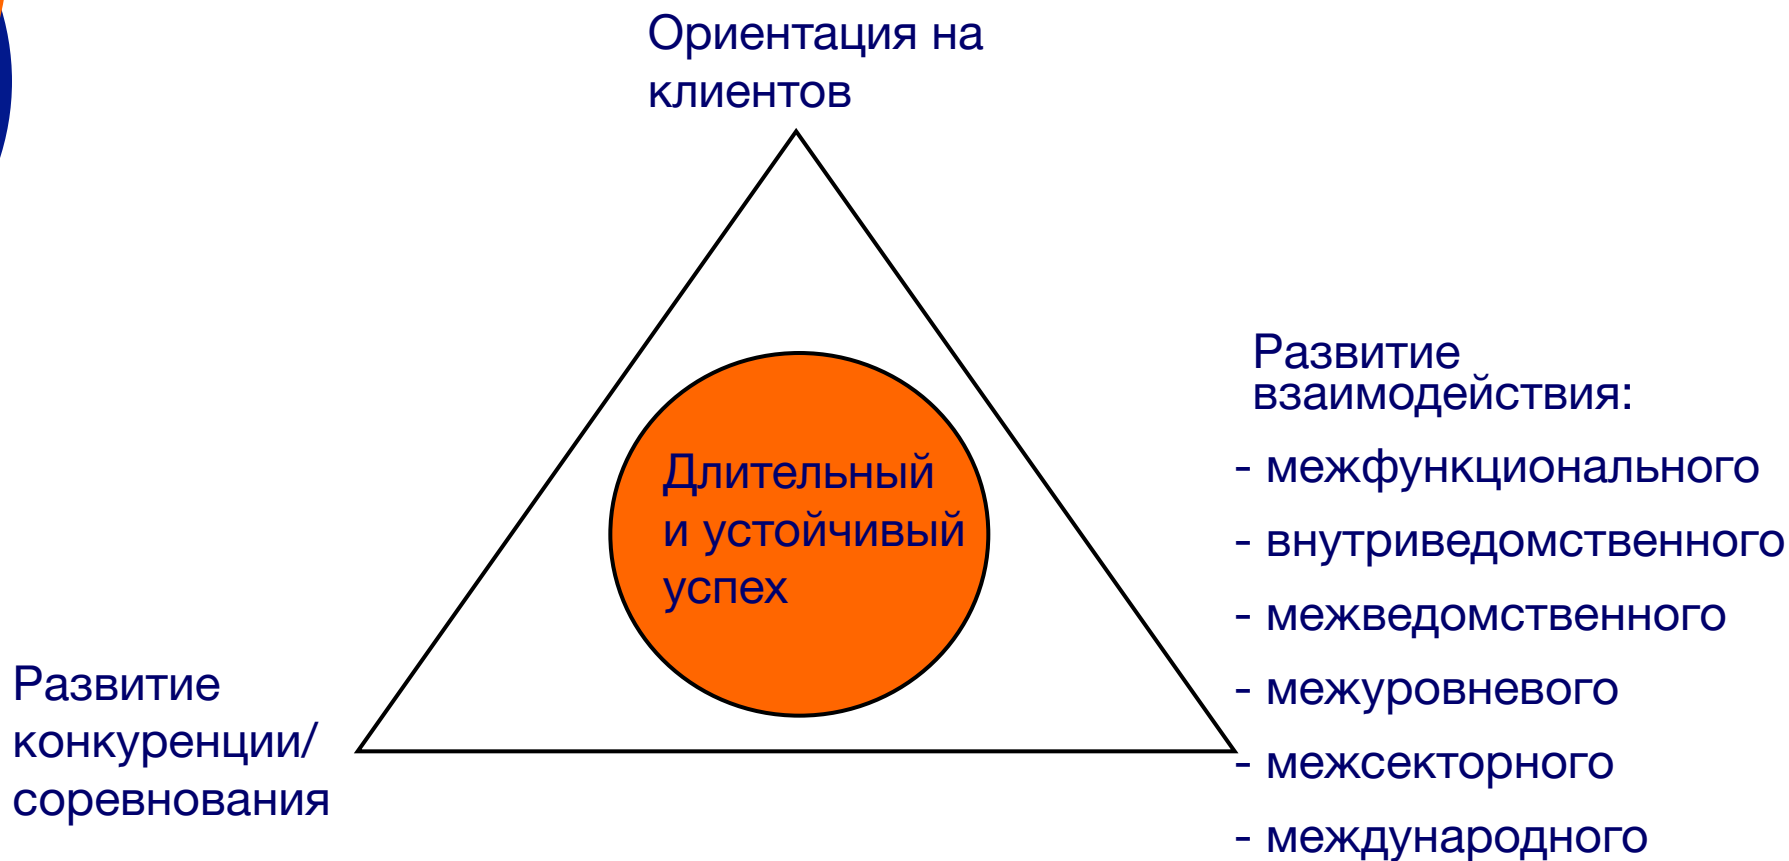 Ориентация на
клиентов
Развитие
взаимодействия:
- межфункционального
- внутриведомственного
- межведомственного
- межуровневого
- межсекторного
- международного
Длительный
и устойчивый
успех
Развитие
конкуренции/
соревнования